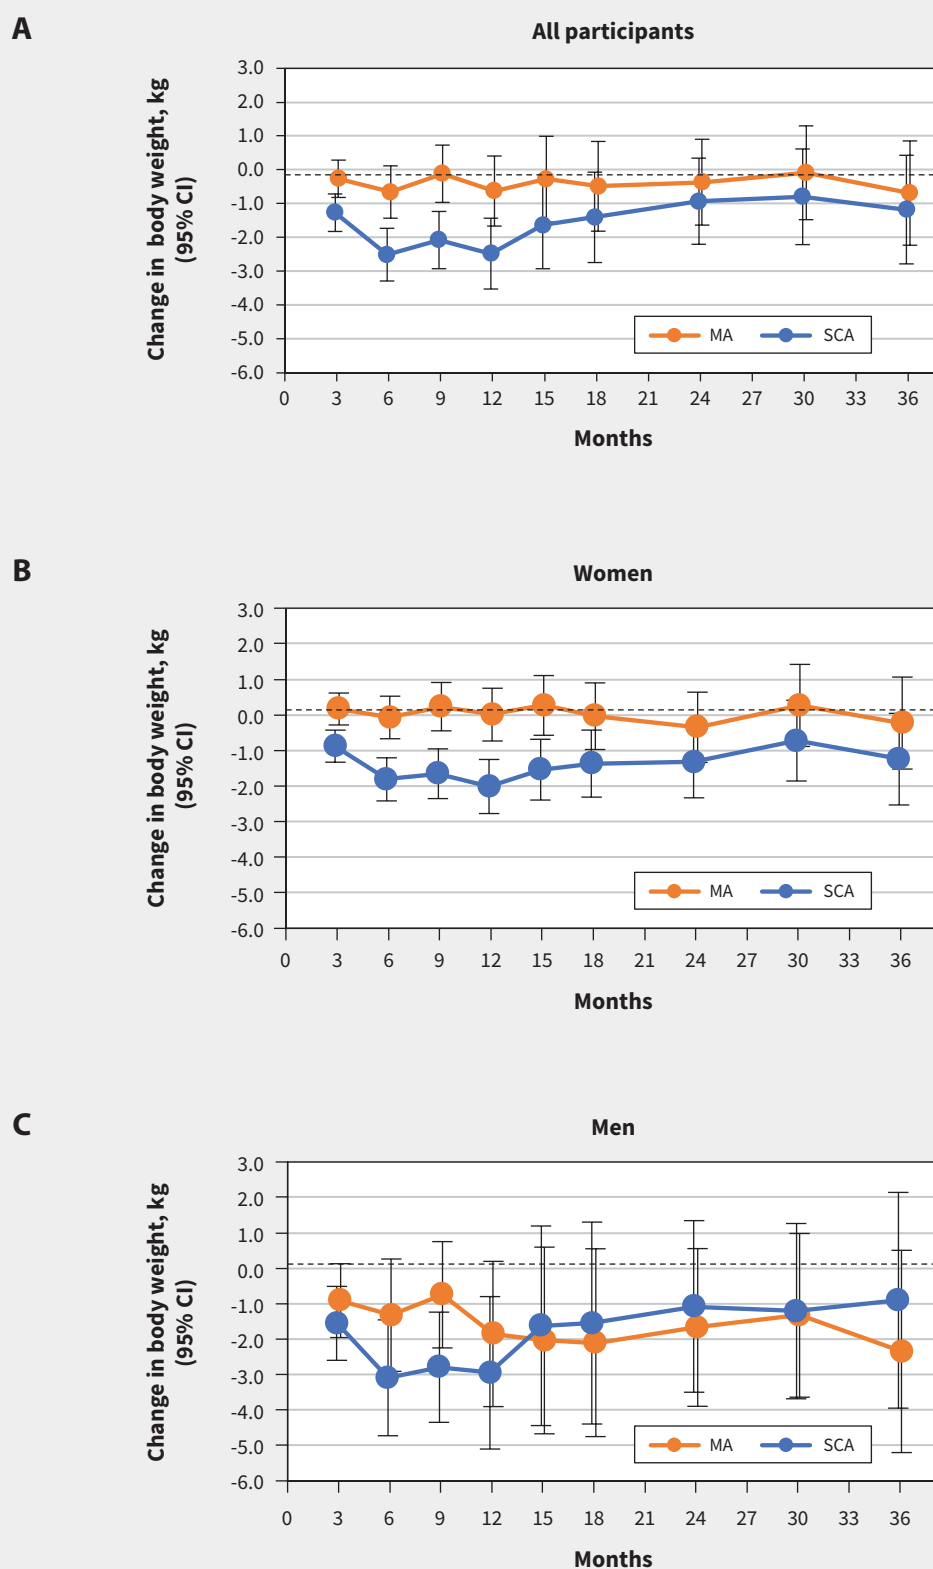 A
All participants
Change in body weight, kg
(95% CI)
3.0
2.0
1.0
0.0
-1.0
-2.0
-3.0
-4.0
-5.0
-6.0
MA SCA
0 3 6 9 12 15 18 21 24 27 30 33 36
Months
B
Women
Change in body weight, kg
(95% CI)
3.0
2.0
1.0
0.0
-1.0
-2.0
-3.0
-4.0
-5.0
-6.0
MA SCA
0 3 6 9 12 15 18 21 24 27 30 33 36
Months
C
Men
Change in body weight, kg
(95% CI)
3.0
2.0
1.0
0.0
-1.0
-2.0
-3.0
-4.0
-5.0
-6.0
MA SCA
0 3 6 9 12 15 18 21 24 27 30 33 36
Months